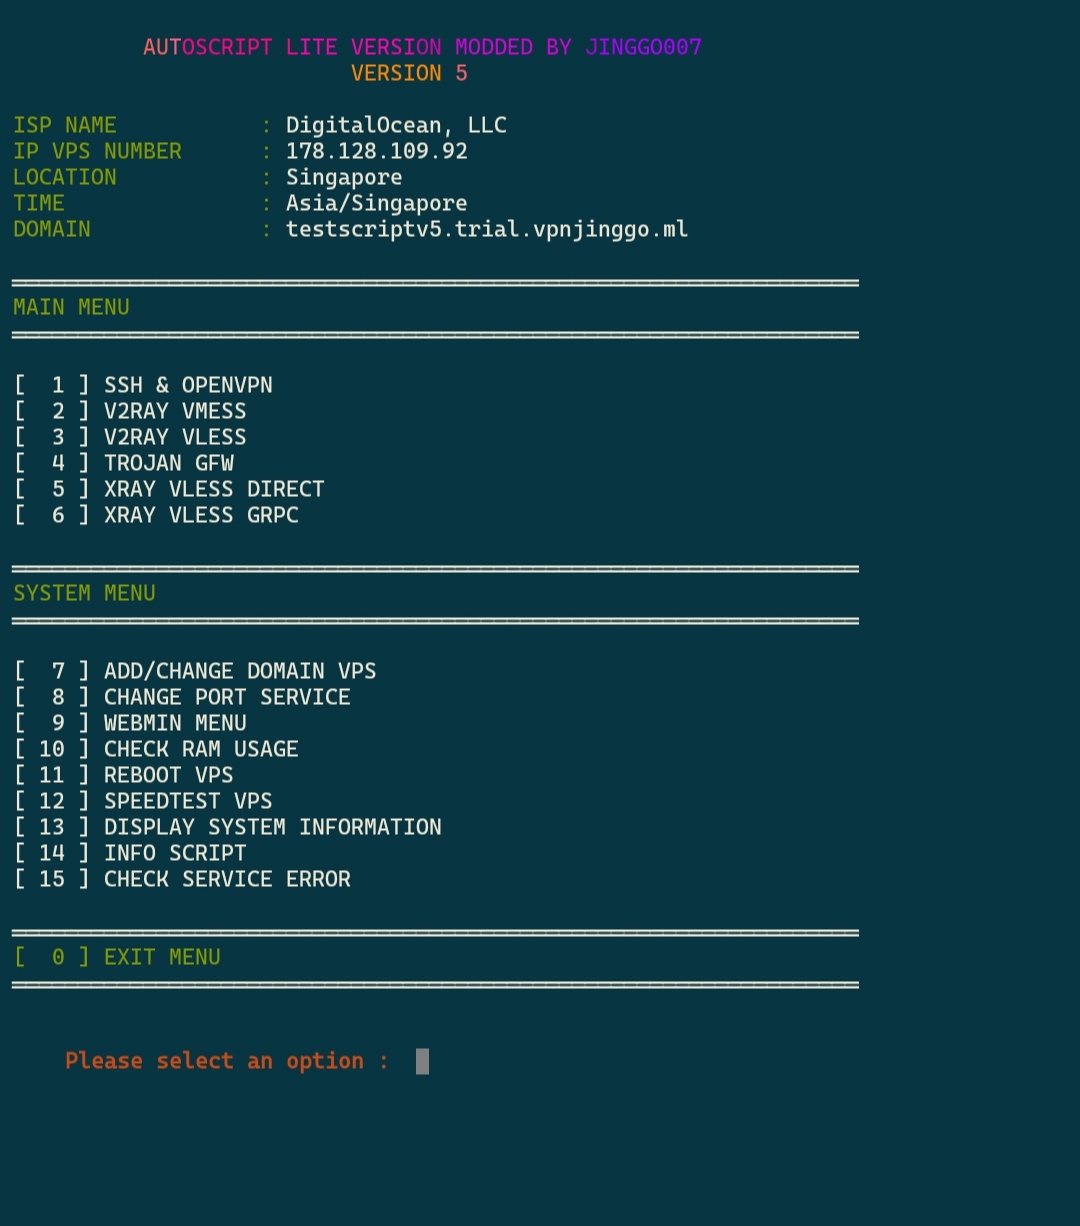 AUTOSCRIPT LITE VERSION MODDED BY JINGGO007
VERSION 5
ISP NAME : DigitalOcean, LLC
IP VPS NUMBER : 178.128.109.92
LOCATION : Singapore
TIME : Asia/Singapore
DOMAIN : testscriptv5.trial.vpnjinggo.ml
MAIN MENU
[ 1 ] SSH & OPENVPN
[ 2 ] V2RAY VMESS
[ 3 ] V2RAY VLESS
[ 4 ] TROJAN GFW
[ 5 ] XRAY VLESS DIRECT
[ 6 ] XRAY VLESS GRPC
SYSTEM MENU
[ 7 ] ADD/CHANGE DOMAIN VPS
[ 8 ] CHANGE PORT SERVICE
[ 9 ] WEBMIN MENU
[ 10 ] CHECK RAM USAGE
[ 11 ] REBOOT VPS
[ 12 ] SPEEDTEST VPS
[ 13 ] DISPLAY SYSTEM INFORMATION
[ 14 ] INFO SCRIPT
[ 15 ] CHECK SERVICE ERROR
[ 0 ] EXIT MENU
Please select an option :